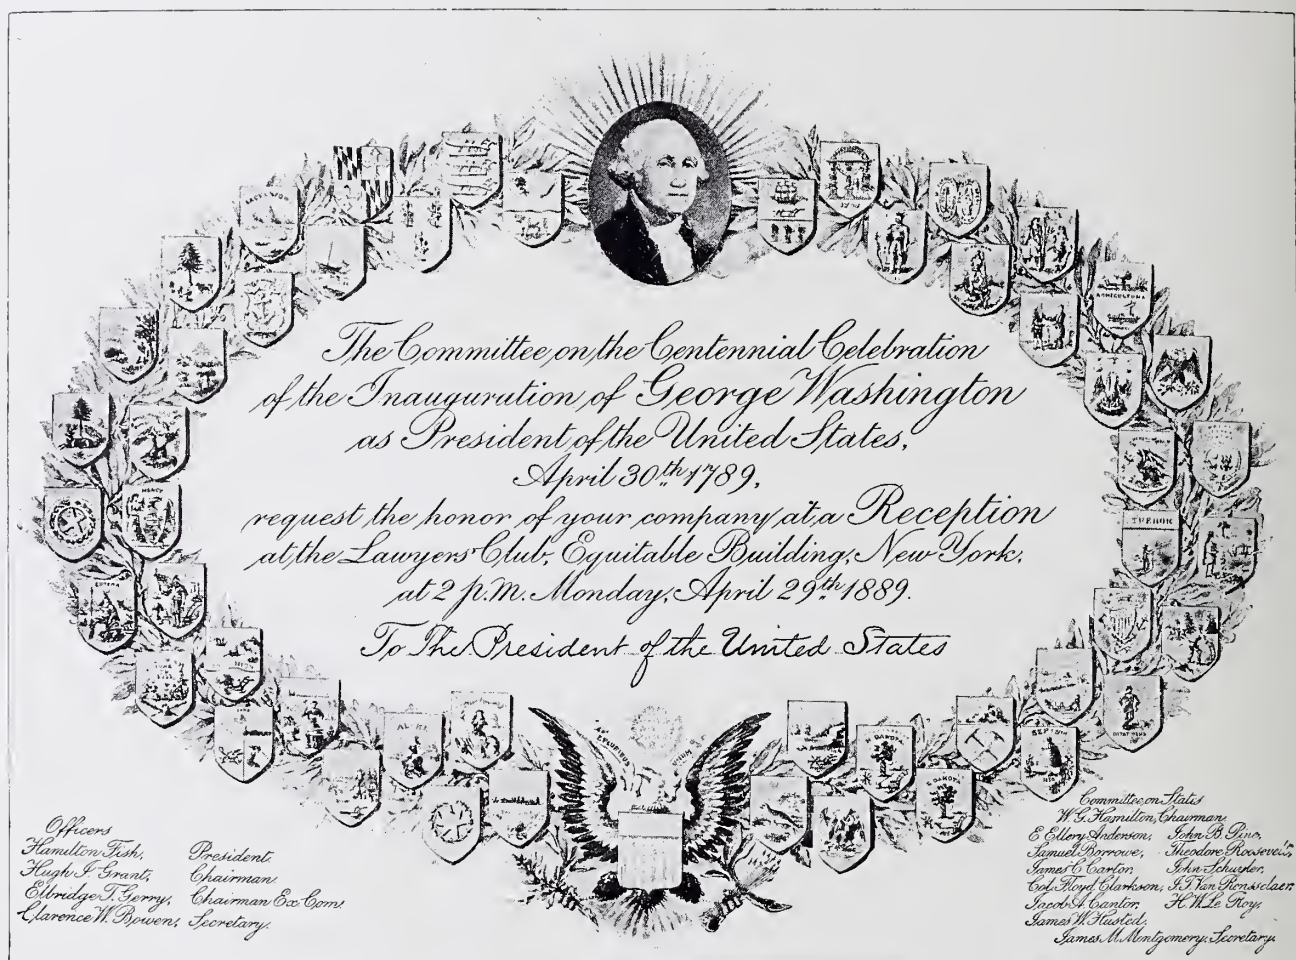 The Committee on the Centennial Celebration
of the Inauguration of George Washington
as President of the United States,
April 30th 1789,
request the honor of your company at a Reception
at the Lawyers' Club, Equitable Building, New York,
at 2 p.m. Monday, April 29th 1889.
To The President of the United States
AGRICULTURE
DAKOTA
DAKOTA
Officers
Hamilton Fish, President.
Hugh J. Grant, Chairman.
Elbridge T. Gerry, Chairman Ex. Com.
Clarence W. Bowen, Secretary.
Committee on States
W. G. Hamilton, Chairman,
E. Ellery Anderson, John B. Pine,
Samuel Borrowe, Theodore Roosevelt,
James C. Carter, John Schuyler,
Col. Floyd Clarkson, J. T. Van Rensselaer,
Jacob A. Cantor, H. W. Le Roy,
James W. Husted,
James M. Montgomery, Secretary.